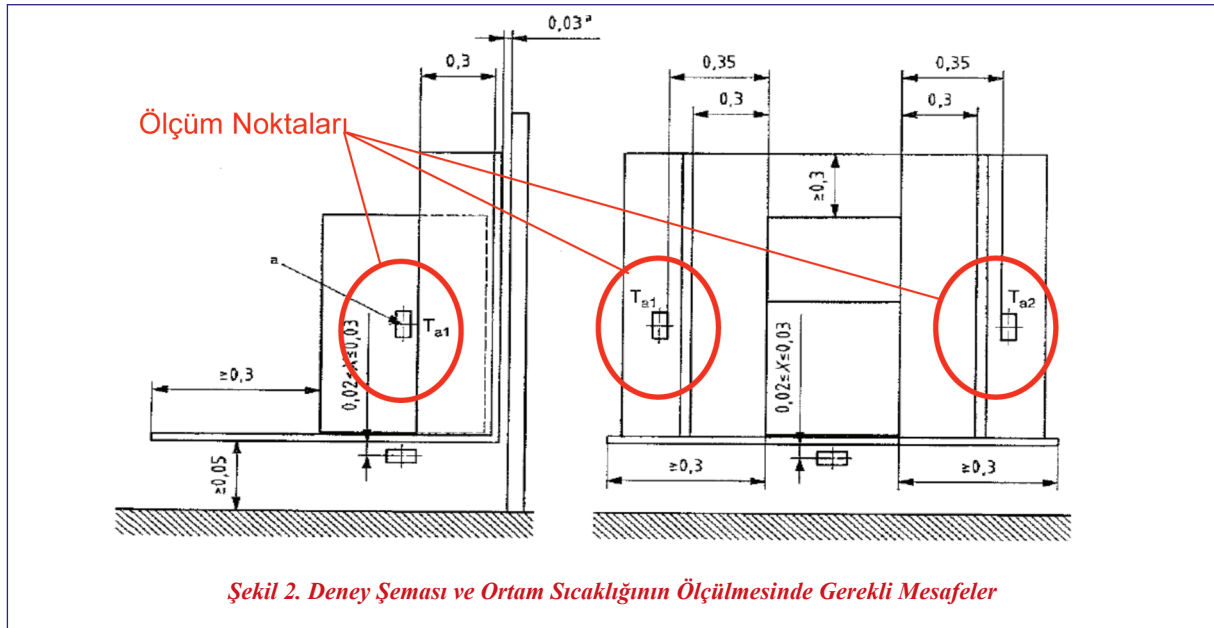 0,03ᵃ
0,3
Ölçüm Noktaları
a
Tₐ₁
0,02≤X≤0,03
≥0,3
≥0,05
0,35
0,35
0,3
0,3
≥0,3
Tₐ₁
Tₐ₂
0,02≤X≤0,03
≥0,3
≥0,3
Şekil 2. Deney Şeması ve Ortam Sıcaklığının Ölçülmesinde Gerekli Mesafeler